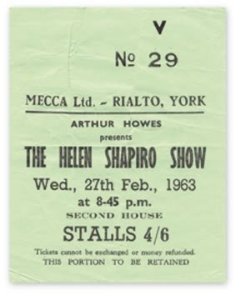 V
No 29
MECCA Ltd. - RIALTO, YORK
ARTHUR HOWES
presents
THE HELEN SHAPIRO SHOW
Wed., 27th Feb., 1963
at 8-45 p.m.
SECOND HOUSE
STALLS 4/6
Tickets cannot be exchanged or money refunded.
THIS PORTION TO BE RETAINED